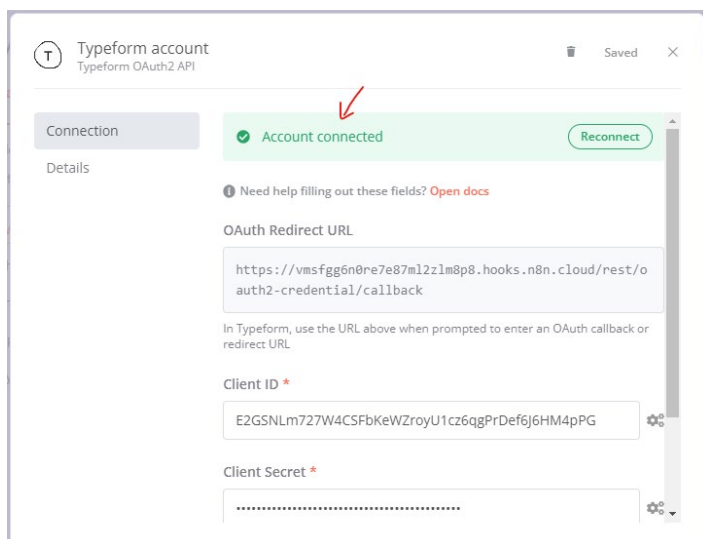 T
Typeform account
Typeform OAuth2 API
Saved
Connection
Details
Account connected
Reconnect
Need help filling out these fields? Open docs
OAuth Redirect URL
https://vmsfgg6n0re7e87ml2zlm8p8.hooks.n8n.cloud/rest/o
auth2-credential/callback
In Typeform, use the URL above when prompted to enter an OAuth callback or
redirect URL
Client ID *
E2GSNLm727W4CSFbKeWZroyU1cz6qgPrDef6J6HM4pPG
Client Secret *
••••••••••••••••••••••••••••••••••••••••••••